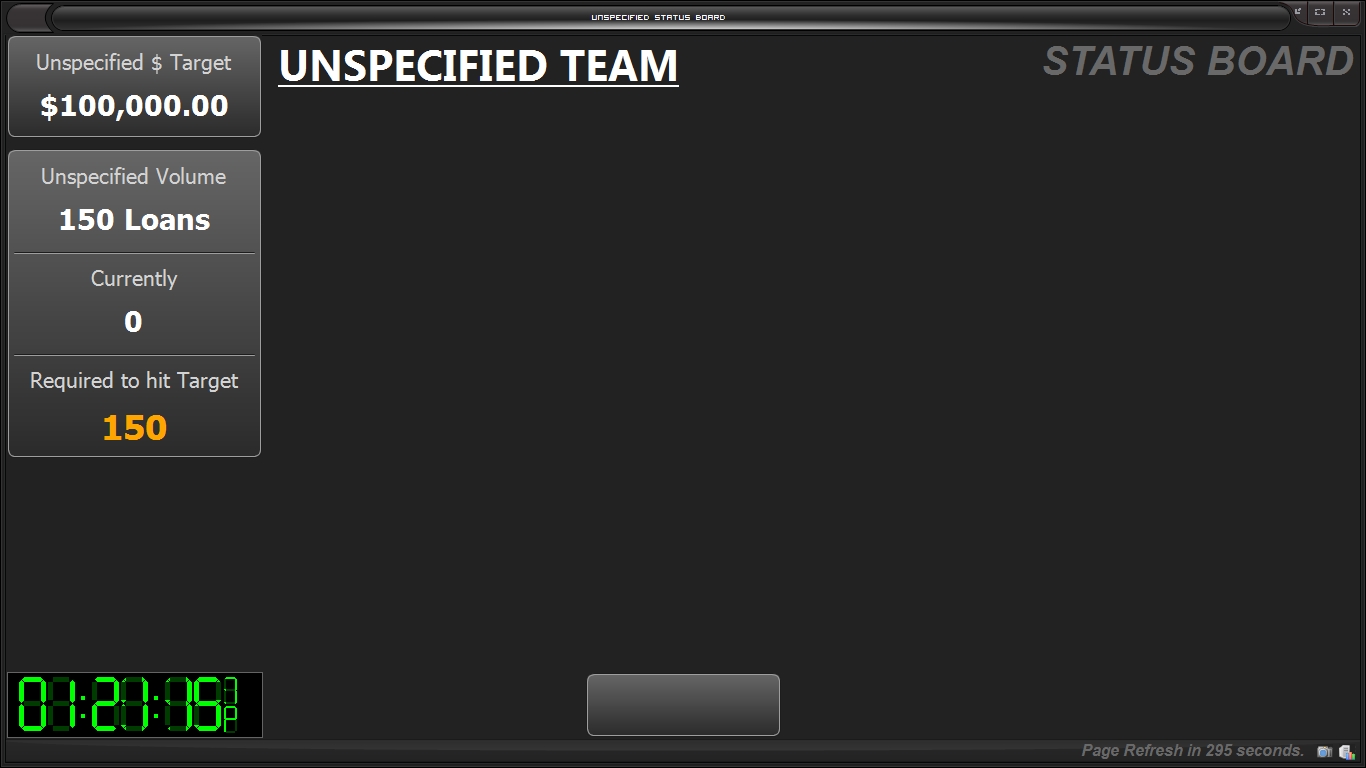 UNSPECIFIED STATUS BOARD
Unspecified $ Target
$100,000.00
UNSPECIFIED TEAM
STATUS BOARD
Unspecified Volume
150 Loans
Currently
0
Required to hit Target
150
01:21:15 P
Page Refresh in 295 seconds.